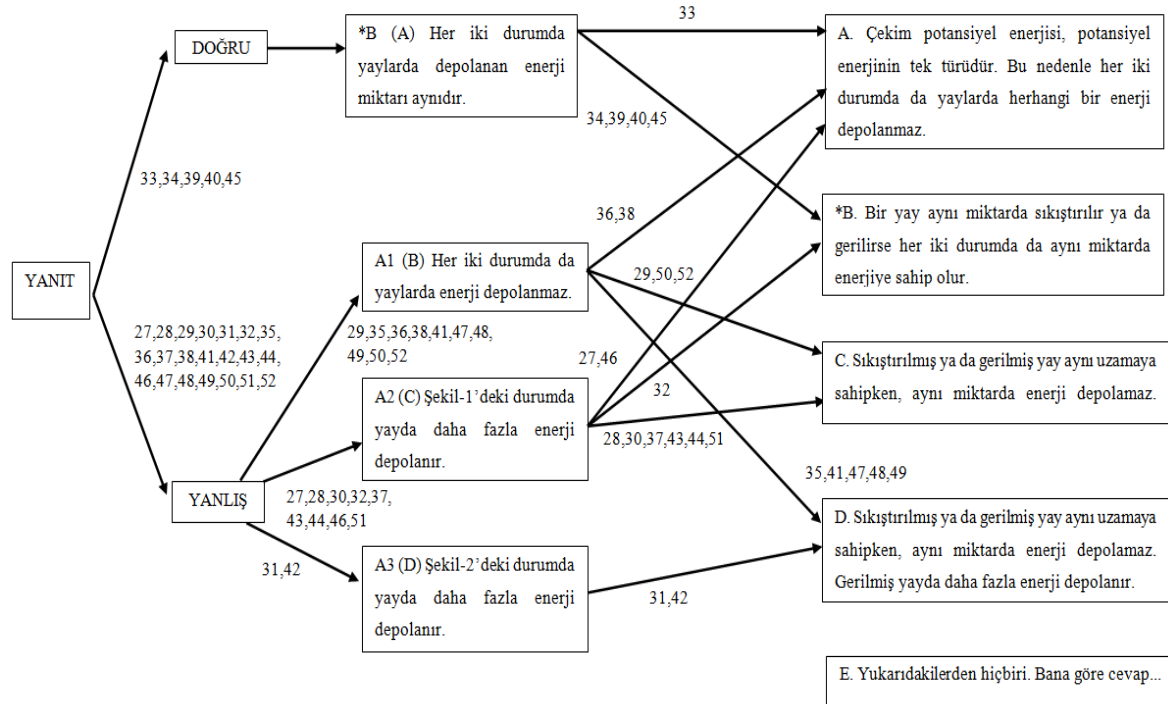 YANIT
DOĞRU
33,34,39,40,45
27,28,29,30,31,32,35,
36,37,38,41,42,43,44,
46,47,48,49,50,51,52
YANLIŞ
*B (A) Her iki durumda
yaylarda depolanan enerji
miktarı aynıdır.
A1 (B) Her iki durumda da
yaylarda enerji depolanmaz.
29,35,36,38,41,47,48,
49,50,52
A2 (C) Şekil-1’deki durumda
yayda daha fazla enerji
depolanır.
27,28,30,32,37,
43,44,46,51
A3 (D) Şekil-2’deki durumda
yayda daha fazla enerji
depolanır.
31,42
33
34,39,40,45
36,38
29,50,52
27,46
32
28,30,37,43,44,51
35,41,47,48,49
31,42
A. Çekim potansiyel enerjisi, potansiyel
enerjinin tek türüdür. Bu nedenle her iki
durumda da yaylarda herhangi bir enerji
depolanmaz.
*B. Bir yay aynı miktarda sıkıştırılır ya da
gerilirse her iki durumda da aynı miktarda
enerjiye sahip olur.
C. Sıkıştırılmış ya da gerilmiş yay aynı uzamaya
sahipken, aynı miktarda enerji depolamaz.
D. Sıkıştırılmış ya da gerilmiş yay aynı uzamaya
sahipken, aynı miktarda enerji depolamaz.
Gerilmiş yayda daha fazla enerji depolanır.
E. Yukarıdakilerden hiçbiri. Bana göre cevap...